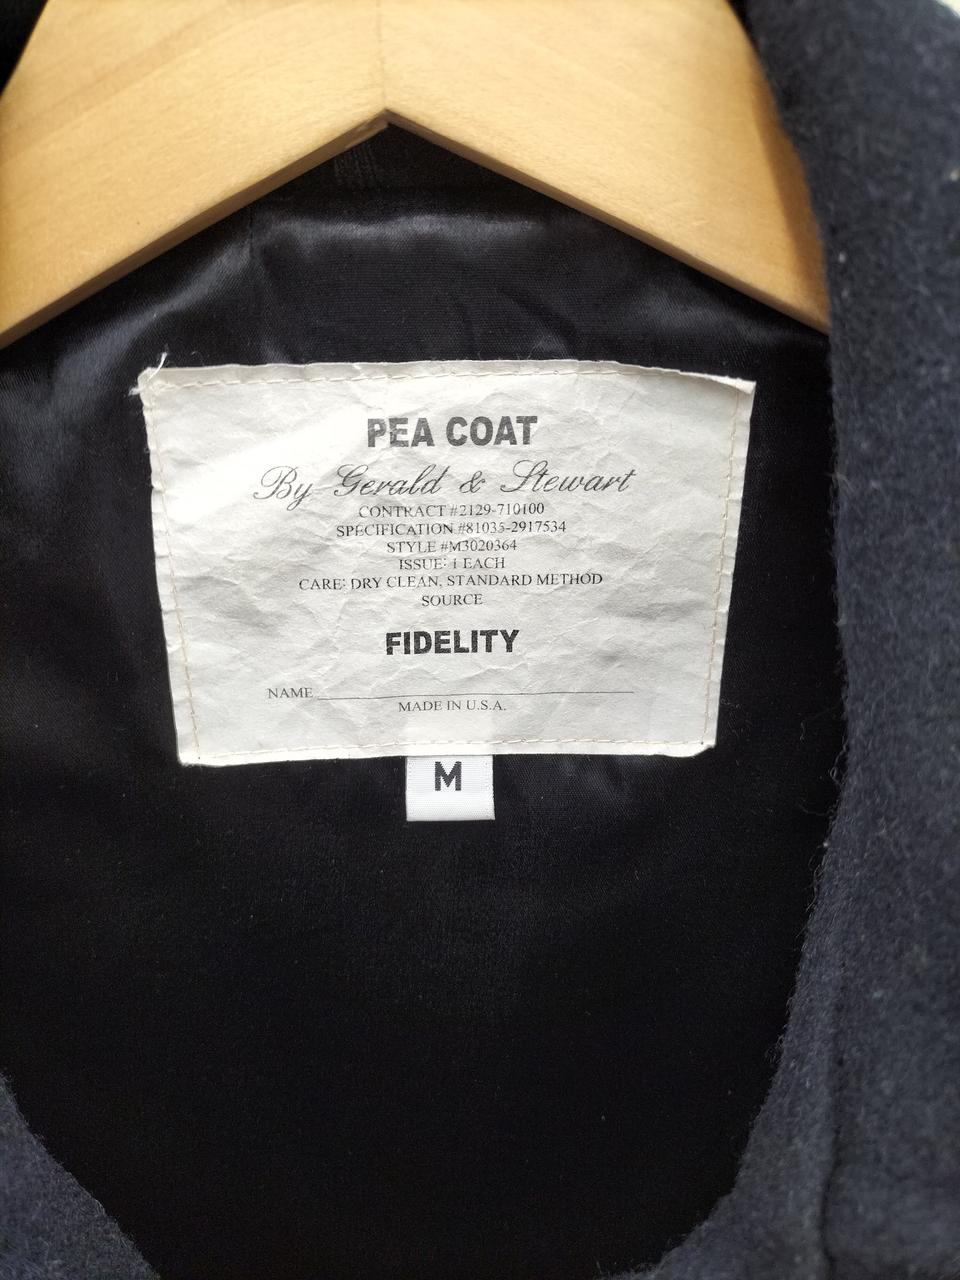 PEA COAT
By Gerald & Stewart
CONTRACT #2129-710100
SPECIFICATION #81035-2917534
STYLE #M3020364
ISSUE: 1 EACH
CARE: DRY CLEAN, STANDARD METHOD
SOURCE
FIDELITY
NAME
MADE IN U.S.A.
M